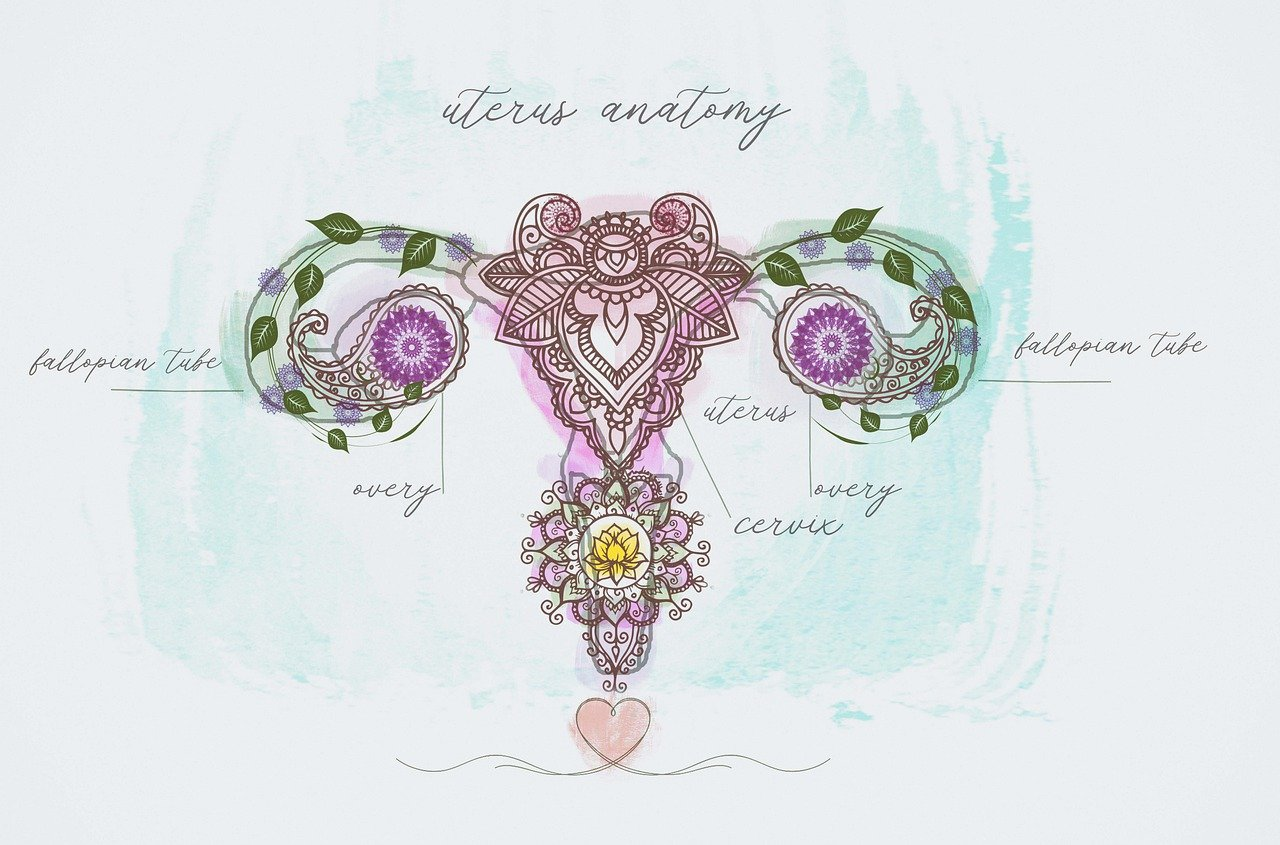 uterus anatomy
fallopian tube
fallopian tube
uterus
overy
overy
cervix